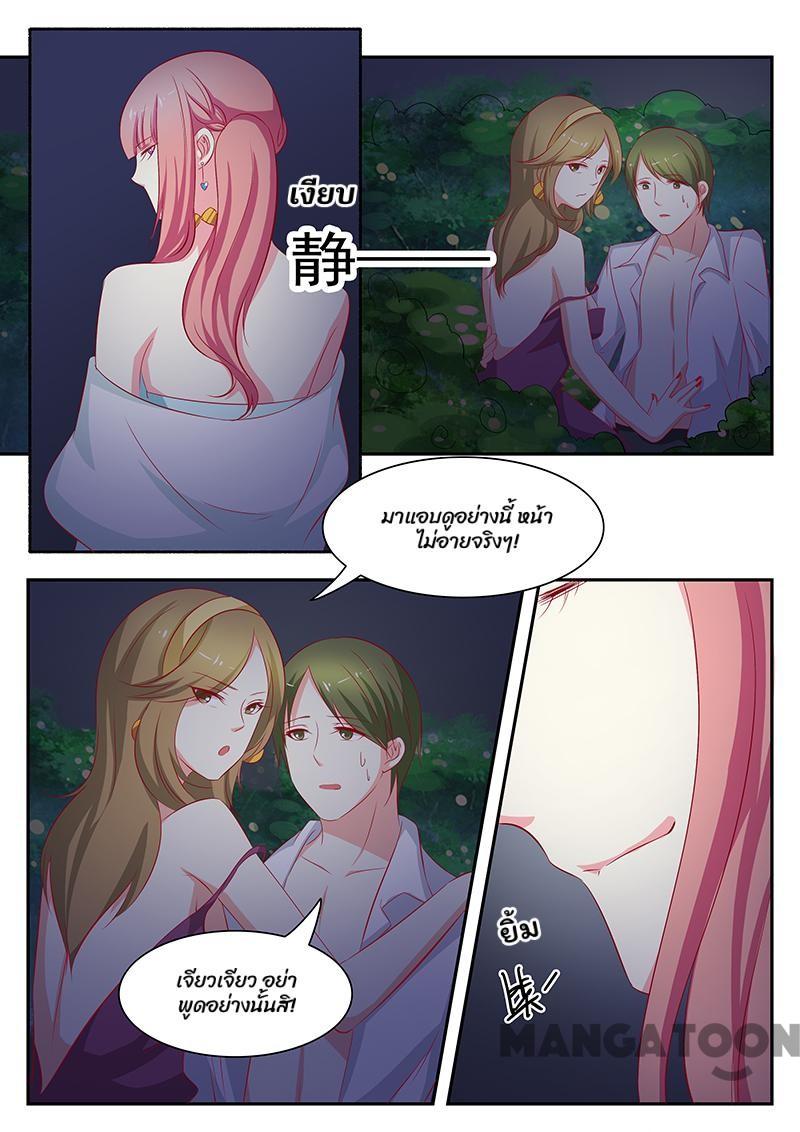 เงียบ
静
มาแอบดูอย่างนี้ หน้า
ไม่อายจริงๆ!
เจียวเจียว อย่า
พูดอย่างนั้นสิ!
ยิ้ม
MANGATOON